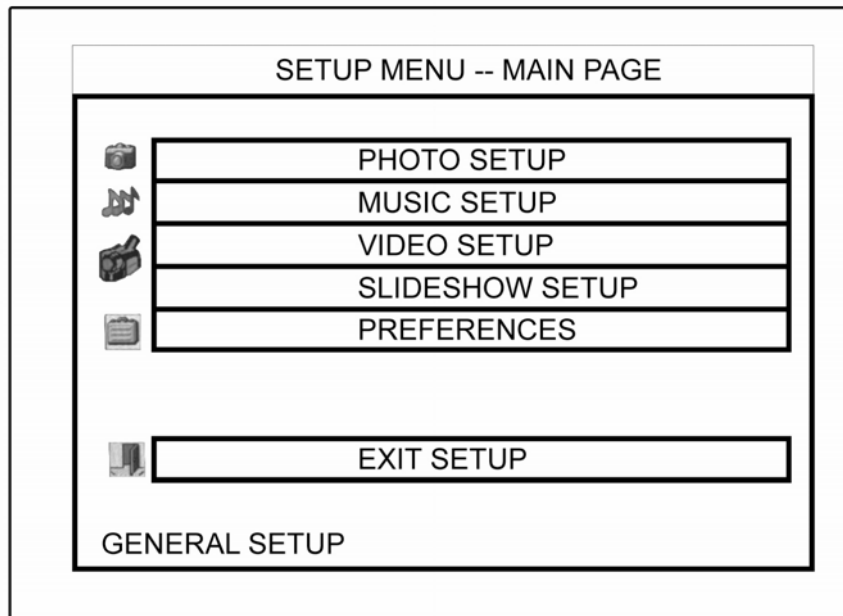 SETUP MENU -- MAIN PAGE
PHOTO SETUP
MUSIC SETUP
VIDEO SETUP
SLIDESHOW SETUP
PREFERENCES
EXIT SETUP
GENERAL SETUP